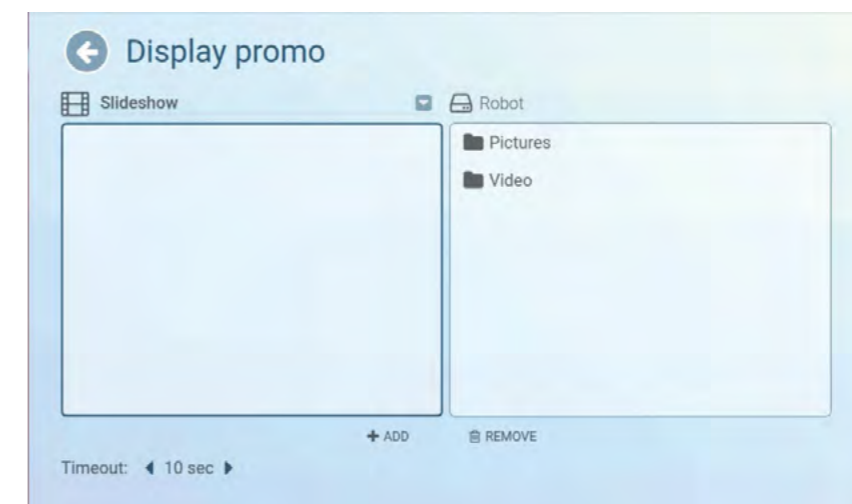 Display promo
Slideshow
Robot
Pictures
Video
ADD
REMOVE
Timeout: 10 sec